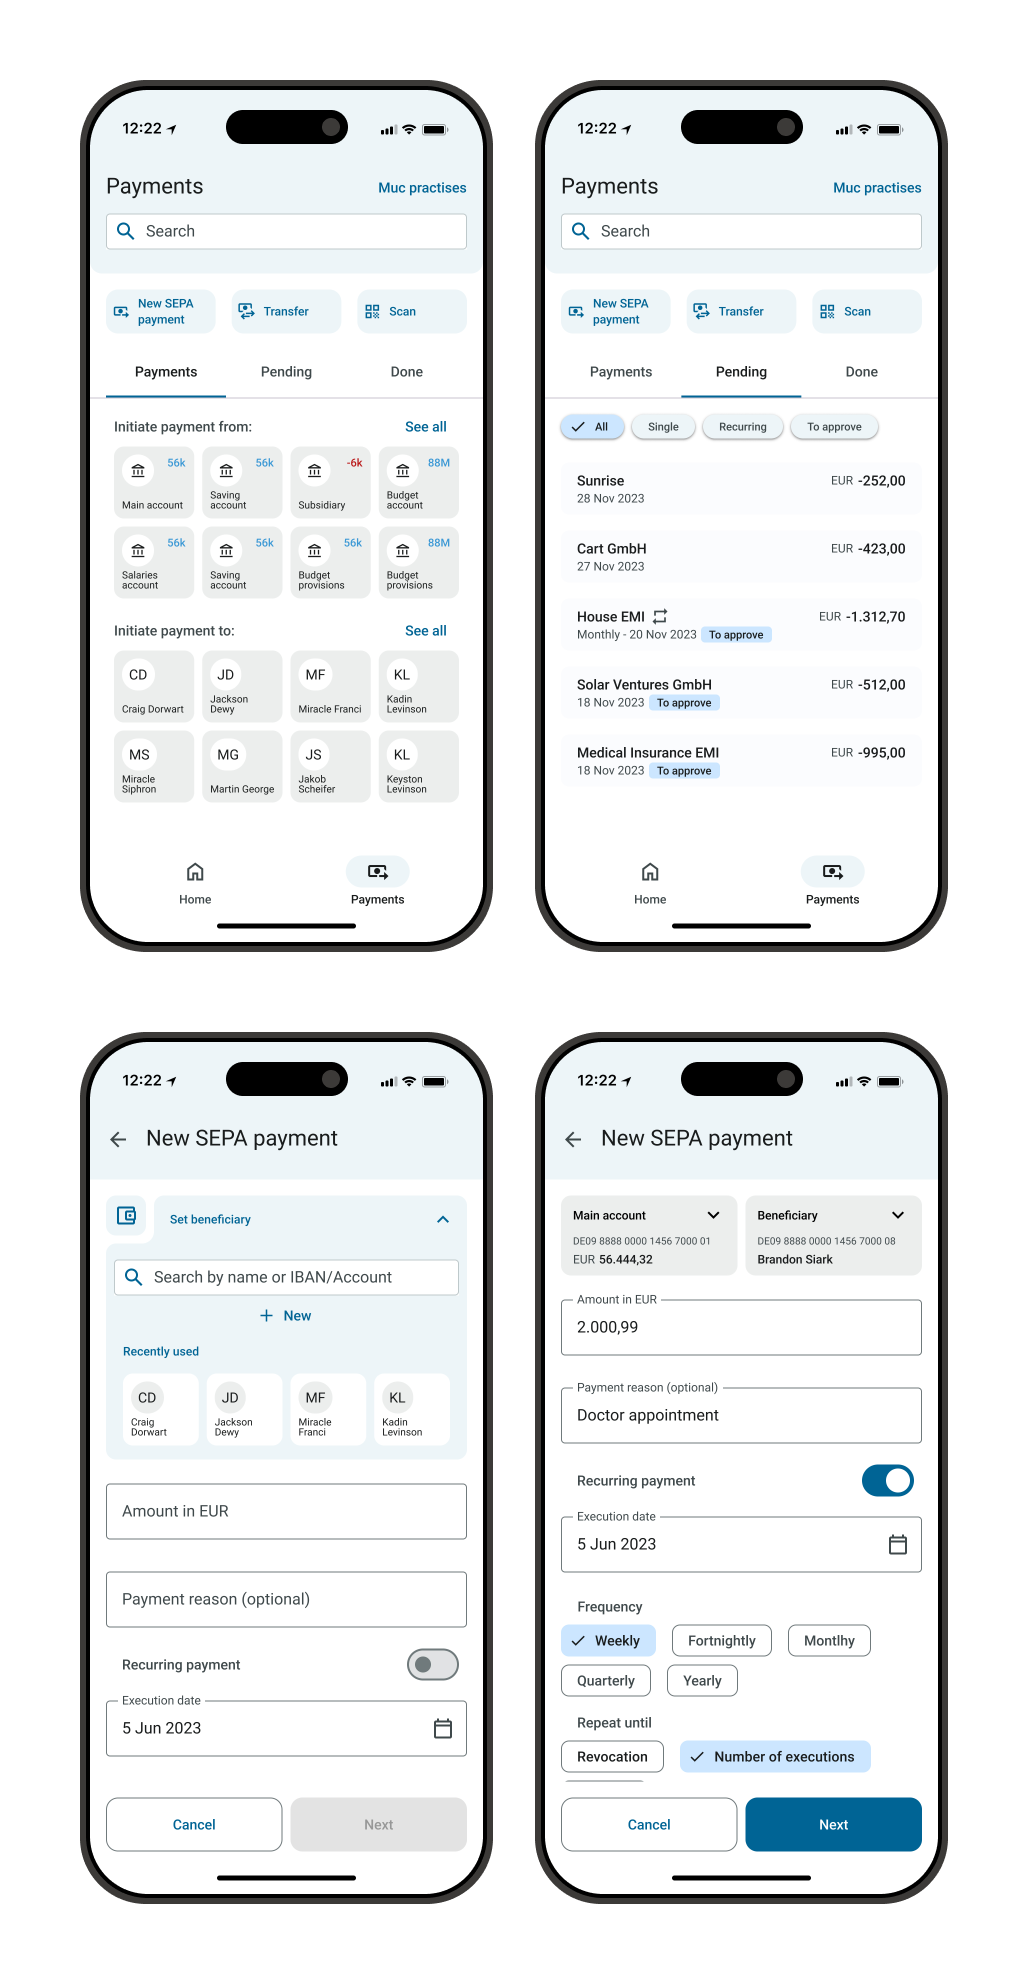 12:22
Payments
Muc practises
Search
New SEPA
payment
Transfer
Scan
Payments
Pending
Done
Initiate payment from:
See all
56k
Main account
56k
Saving
account
-6k
Subsidiary
88M
Budget
account
56k
Salaries
account
56k
Saving
account
56k
Budget
provisions
88M
Budget
provisions
Initiate payment to:
See all
CD
Craig Dorwart
JD
Jackson
Dewy
MF
Miracle Franci
KL
Kadin
Levinson
MS
Miracle
Siphron
MG
Martin George
JS
Jakob
Scheifer
KL
Keyston
Levinson
Home
Payments
12:22
Payments
Muc practises
Search
New SEPA
payment
Transfer
Scan
Payments
Pending
Done
All
Single
Recurring
To approve
Sunrise
EUR -252,00
28 Nov 2023
Cart GmbH
EUR -423,00
27 Nov 2023
House EMI
EUR -1.312,70
Monthly - 20 Nov 2023 To approve
Solar Ventures GmbH
EUR -512,00
18 Nov 2023 To approve
Medical Insurance EMI
EUR -995,00
18 Nov 2023 To approve
Home
Payments
12:22
New SEPA payment
Set beneficiary
Search by name or IBAN/Account
New
Recently used
CD
Craig
Dorwart
JD
Jackson
Dewy
MF
Miracle
Franci
KL
Kadin
Levinson
Amount in EUR
Payment reason (optional)
Recurring payment
Execution date
5 Jun 2023
Cancel
Next
12:22
New SEPA payment
Main account
DE09 8888 0000 1456 7000 01
EUR 56.444,32
Beneficiary
DE09 8888 0000 1456 7000 08
Brandon Siark
Amount in EUR
2.000,99
Payment reason (optional)
Doctor appointment
Recurring payment
Execution date
5 Jun 2023
Frequency
Weekly
Fortnightly
Montlhy
Quarterly
Yearly
Repeat until
Revocation
Number of executions
Cancel
Next